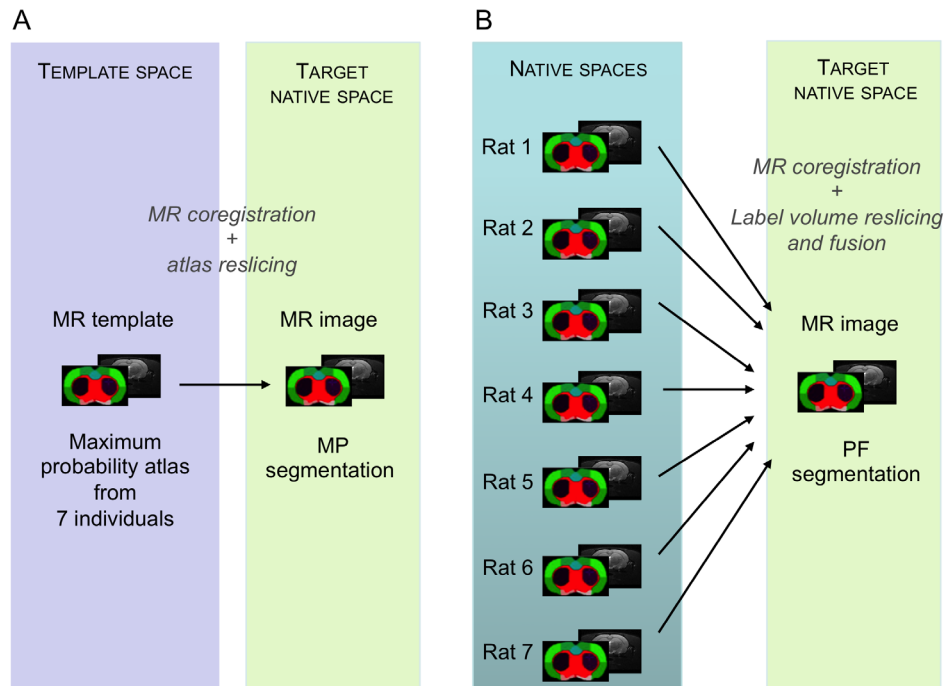 A
TEMPLATE SPACE
TARGET
NATIVE SPACE
MR coregistration
+
atlas reslicing
MR template
MR image
Maximum
probability atlas
from
7 individuals
MP
segmentation
B
NATIVE SPACES
TARGET
NATIVE SPACE
Rat 1
Rat 2
Rat 3
Rat 4
Rat 5
Rat 6
Rat 7
MR coregistration
+
Label volume reslicing
and fusion
MR image
PF
segmentation